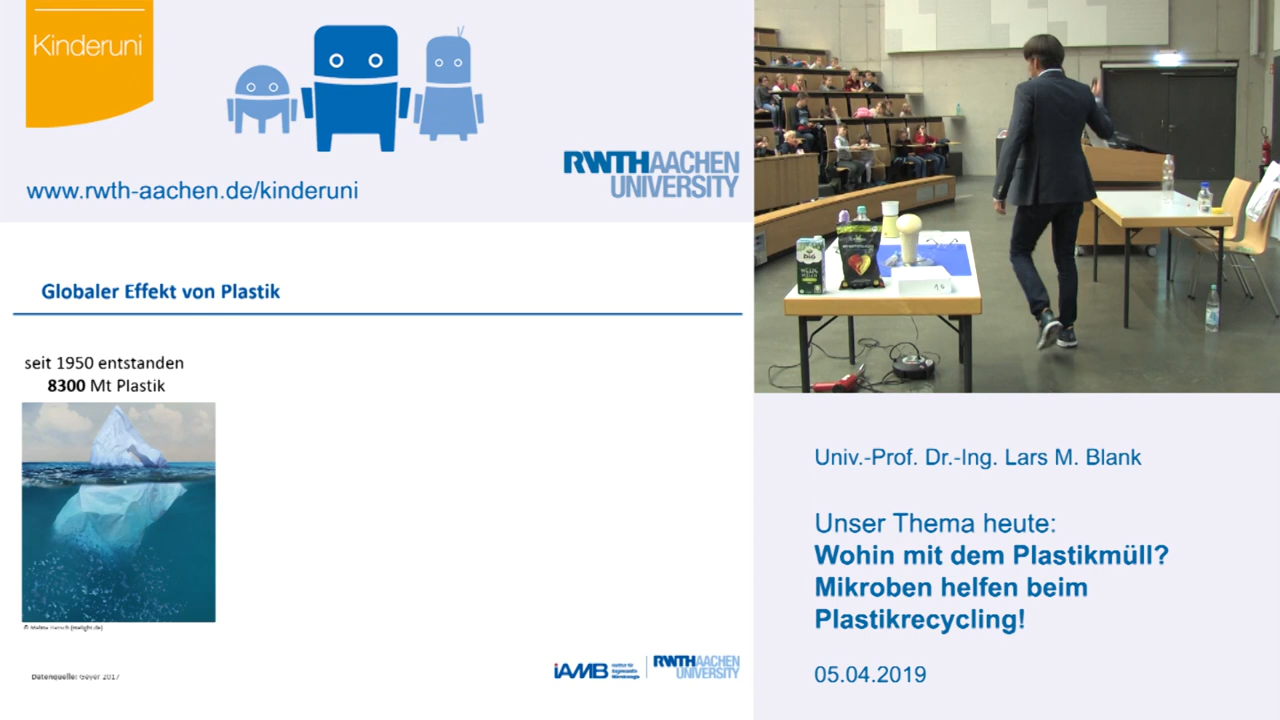 Kinderuni
www.rwth-aachen.de/kinderuni
RWTHAACHEN
UNIVERSITY
Globaler Effekt von Plastik
seit 1950 entstanden
8300 Mt Plastik
Datenquelle: Geyer 2017
iAMB
RWTHAACHEN
UNIVERSITY
bio
Univ.-Prof. Dr.-Ing. Lars M. Blank
Unser Thema heute:
Wohin mit dem Plastikmüll?
Mikroben helfen beim
Plastikrecycling!
05.04.2019